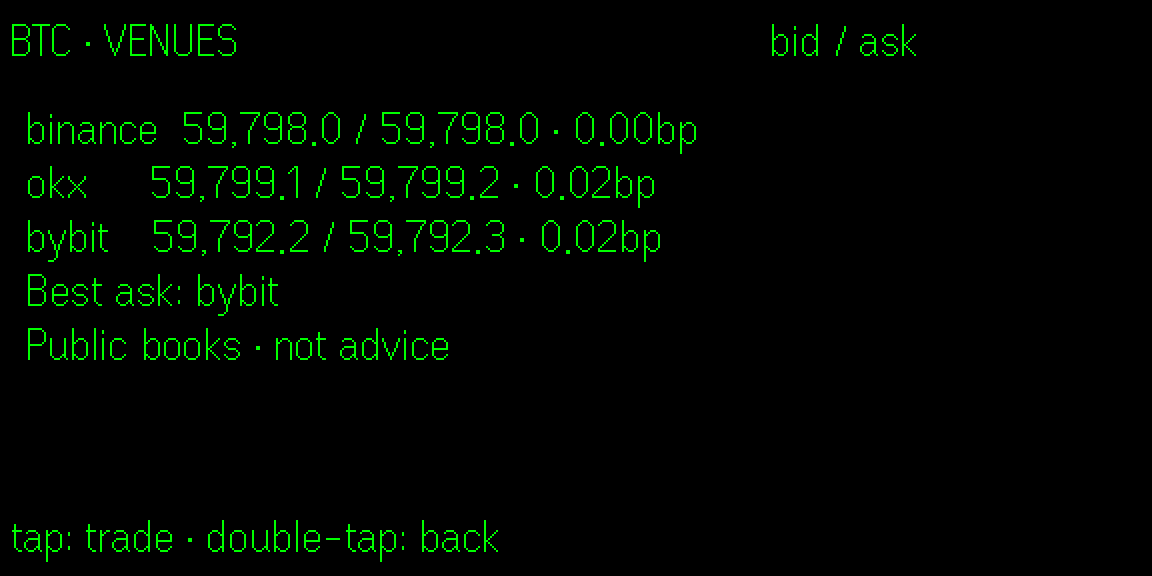 BTC · VENUES bid / ask
binance 59,798.0 / 59,798.0 · 0.00bp
okx 59,799.1 / 59,799.2 · 0.02bp
bybit 59,792.2 / 59,792.3 · 0.02bp
Best ask: bybit
Public books · not advice
tap: trade · double-tap: back